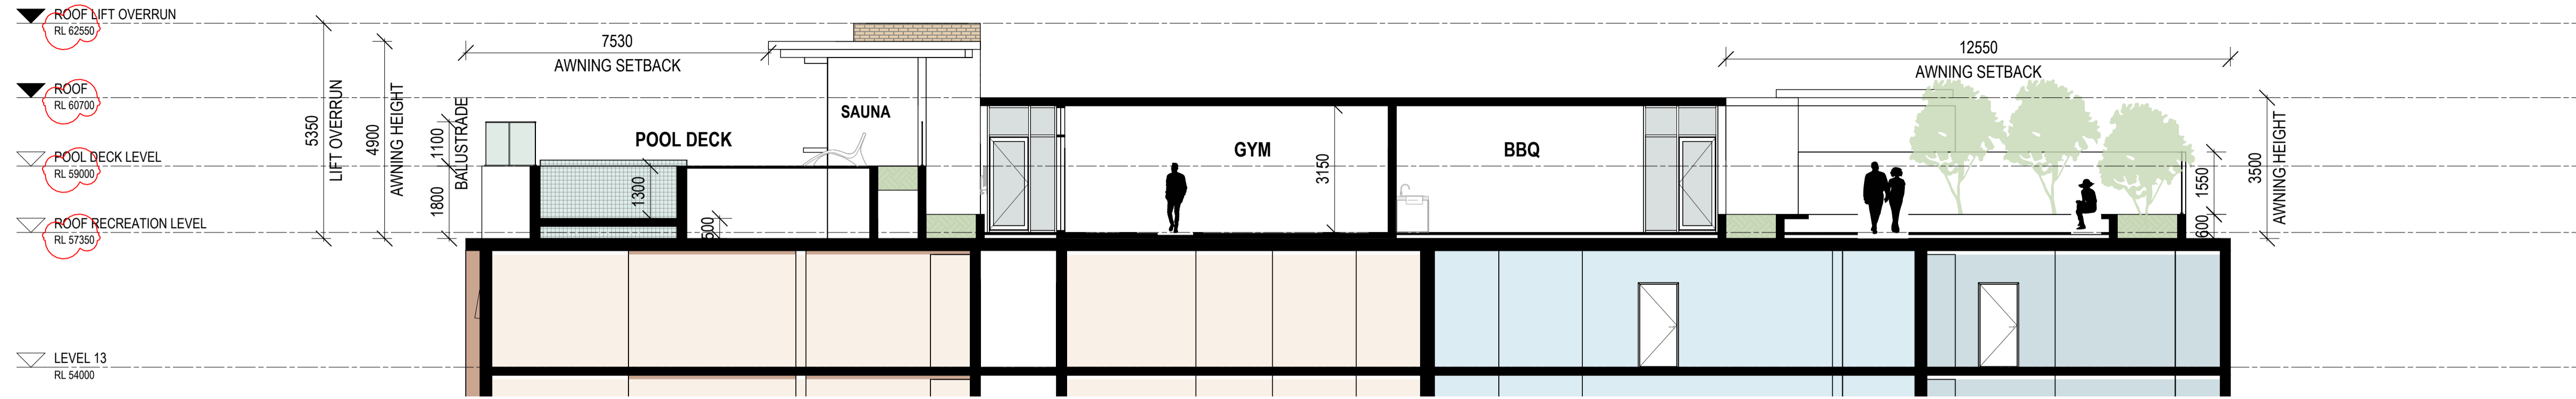 ROOF LIFT OVERRUN
RL 62550
ROOF
RL 60700
POOL DECK LEVEL
RL 59000
ROOF RECREATION LEVEL
RL 57350
LEVEL 13
RL 54000
5350
LIFT OVERRUN
4900
AWNING HEIGHT
1100
BALUSTRADE
1800
7530
AWNING SETBACK
POOL DECK
1300
600
SAUNA
GYM
3150
BBQ
12550
AWNING SETBACK
1550
600
3500
AWNING HEIGHT